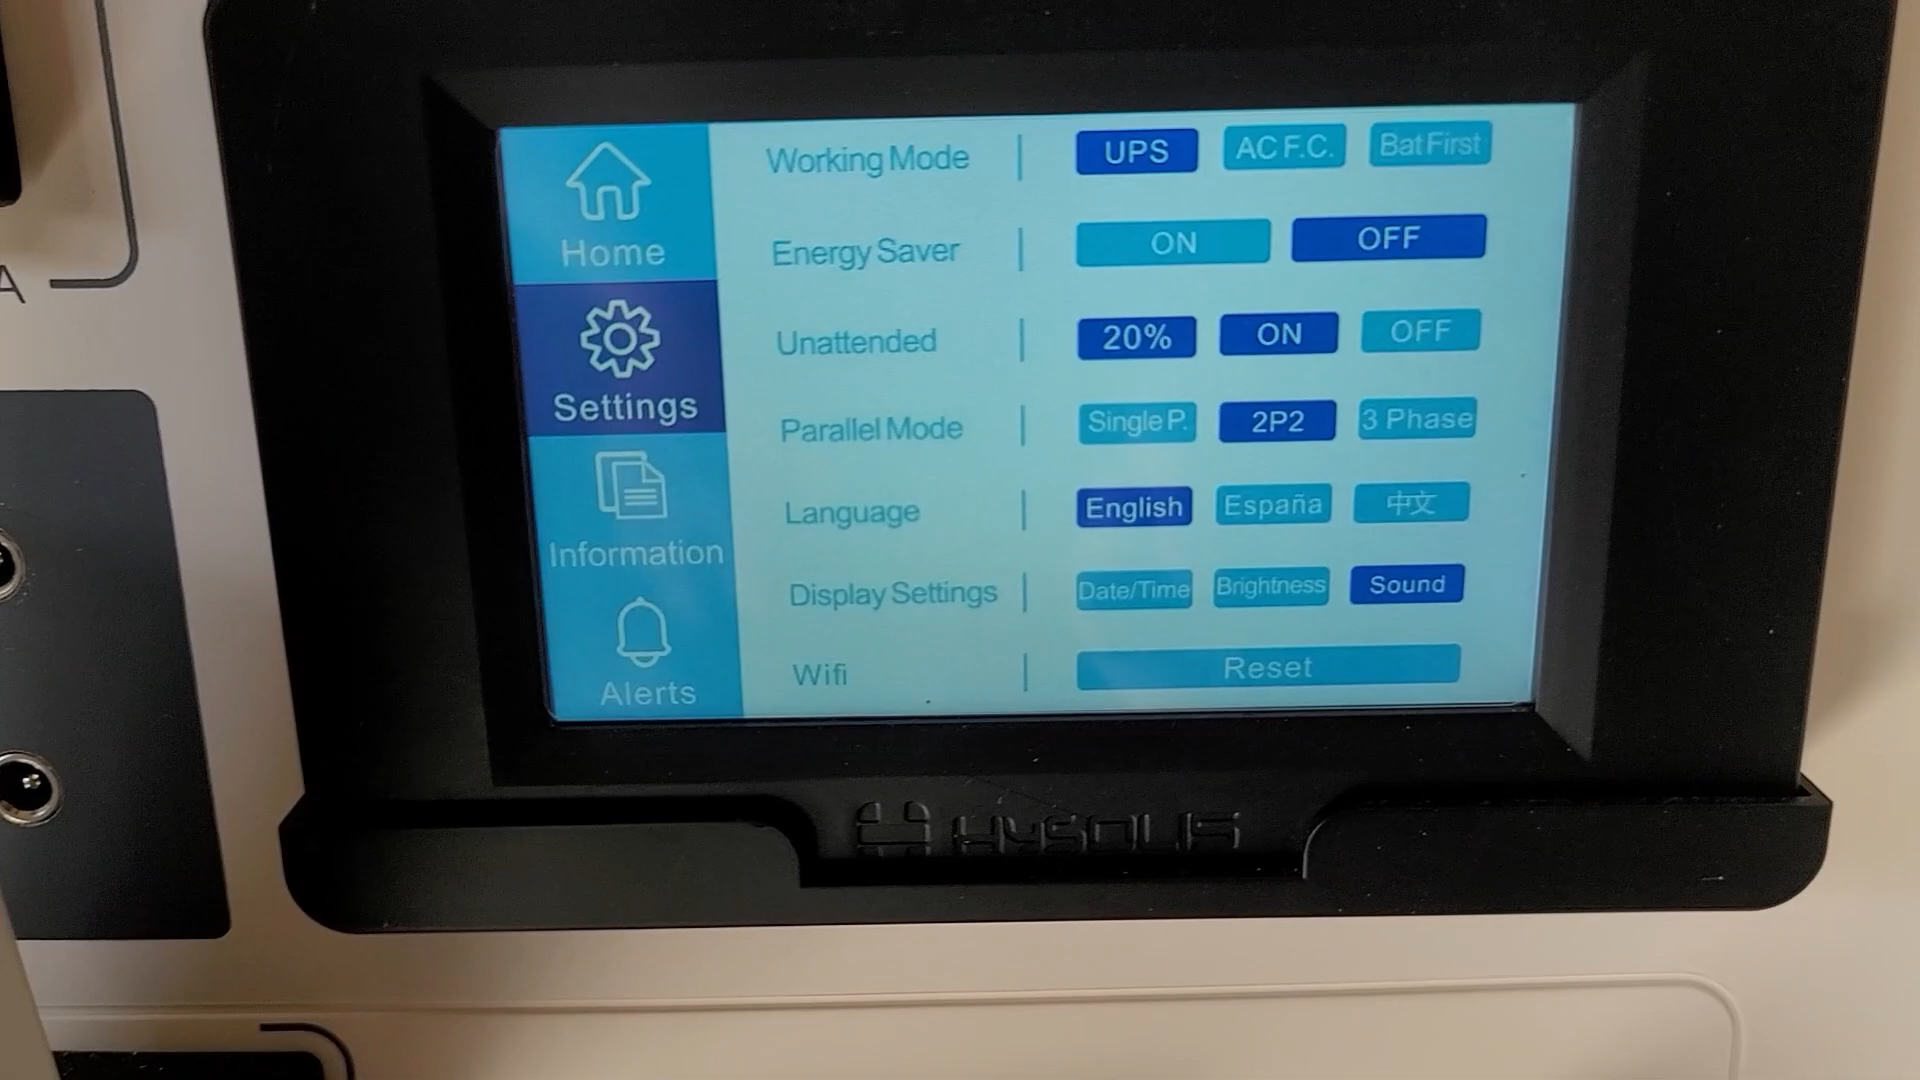 Home
Settings
Information
Alerts
Working Mode | UPS AC F.C. Bat First
Energy Saver | ON OFF
Unattended | 20% ON OFF
Parallel Mode | Single P. 2P2 3 Phase
Language | English España 中文
Display Settings | Date/Time Brightness Sound
Wifi | Reset
HYSOLIS
A